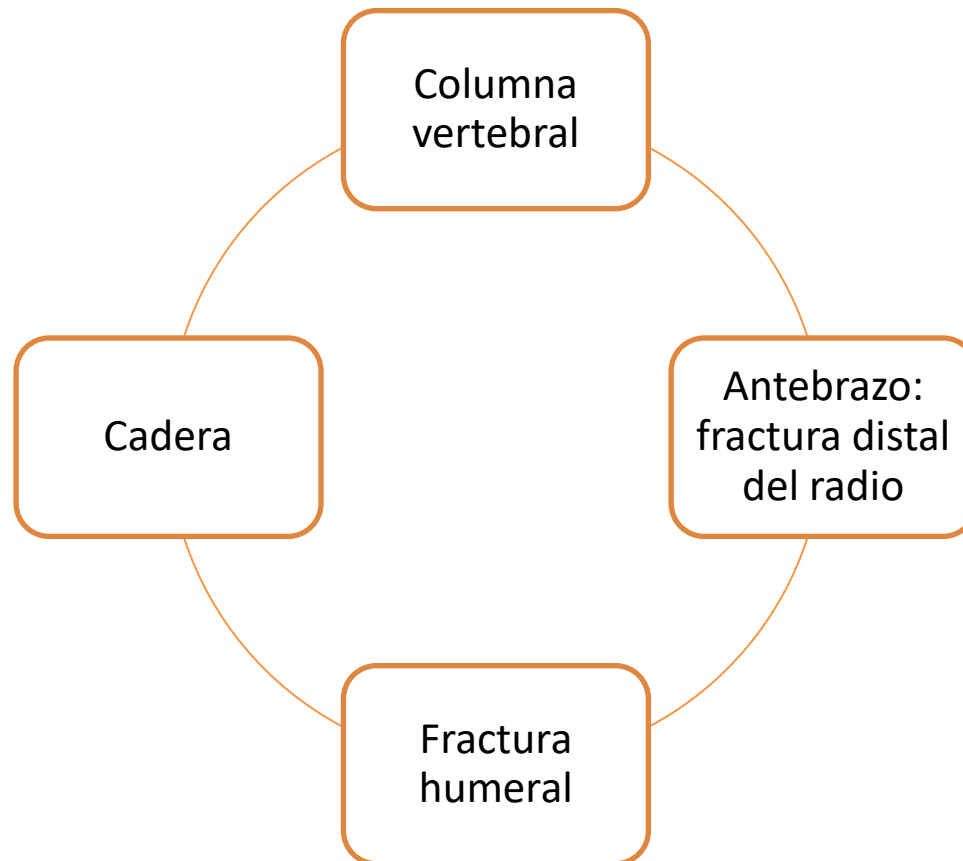 Columna
vertebral
Antebrazo:
fractura distal
del radio
Fractura
humeral
Cadera